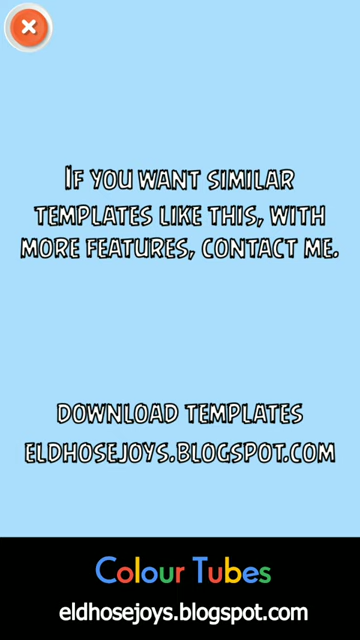 If you want similar
templates like this, with
more features, contact me.
download templates
eldhosejoys.blogspot.com
Colour Tubes
eldhosejoys.blogspot.com